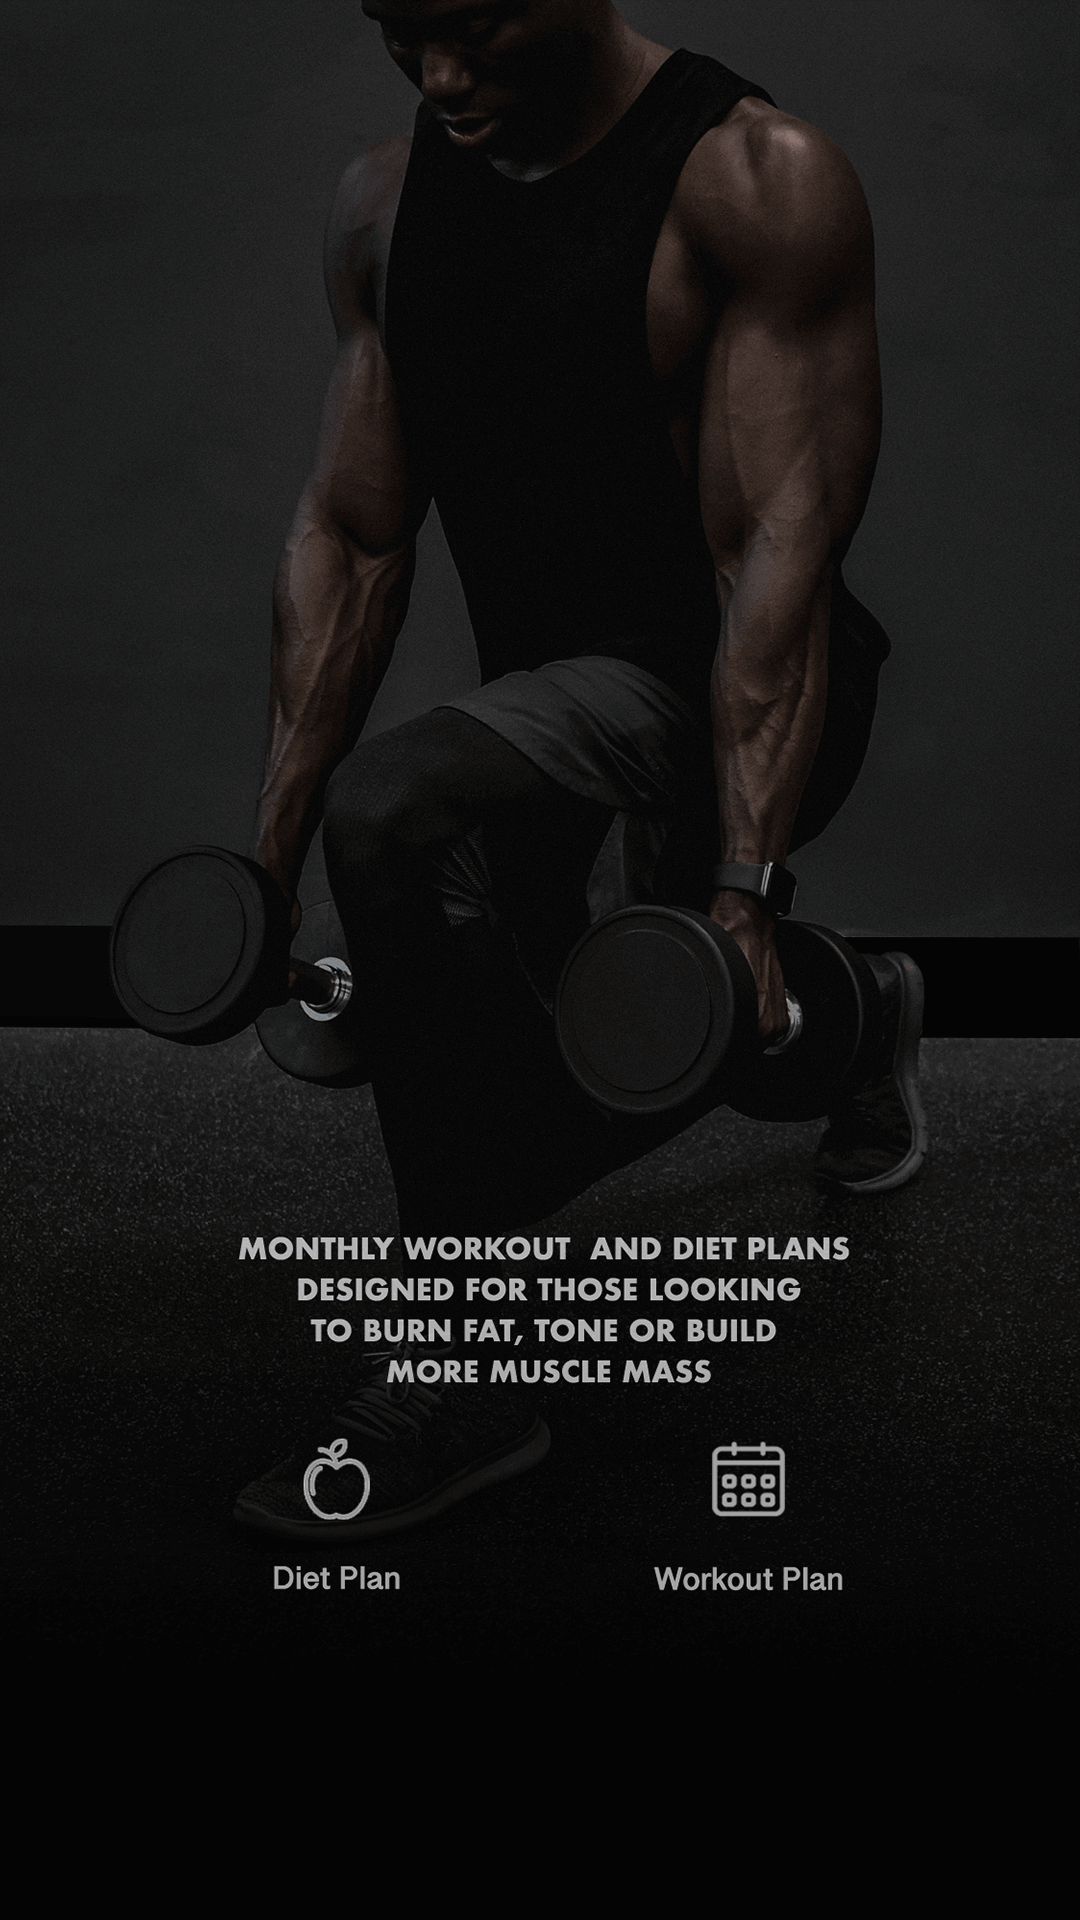 MONTHLY WORKOUT  AND DIET PLANS
DESIGNED FOR THOSE LOOKING
TO BURN FAT, TONE OR BUILD
MORE MUSCLE MASS
Diet Plan
Workout Plan